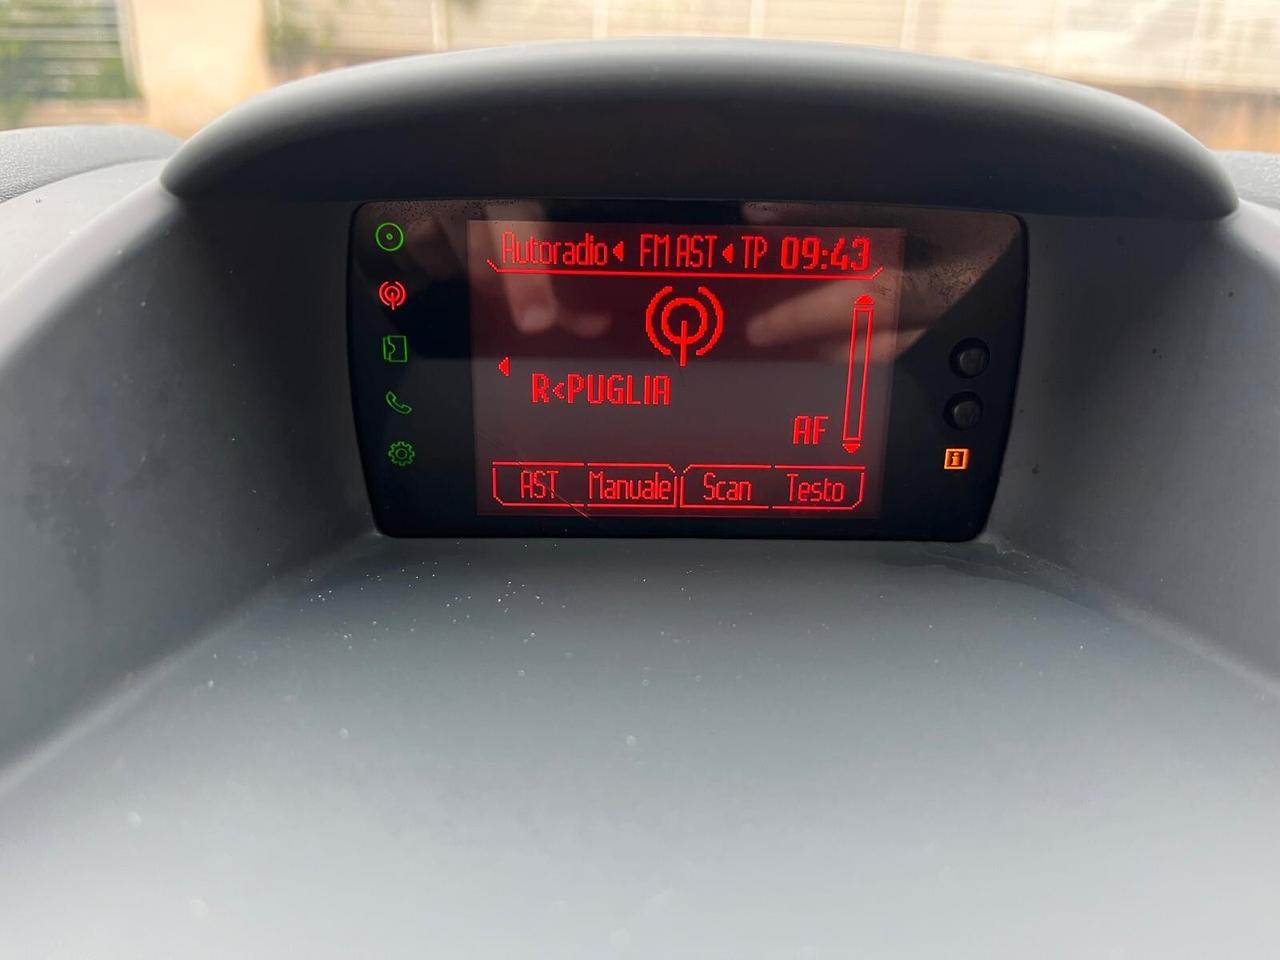 Autoradio FM AST TP 09:43
R<PUGLIA
AF
AST Manuale Scan Testo
i